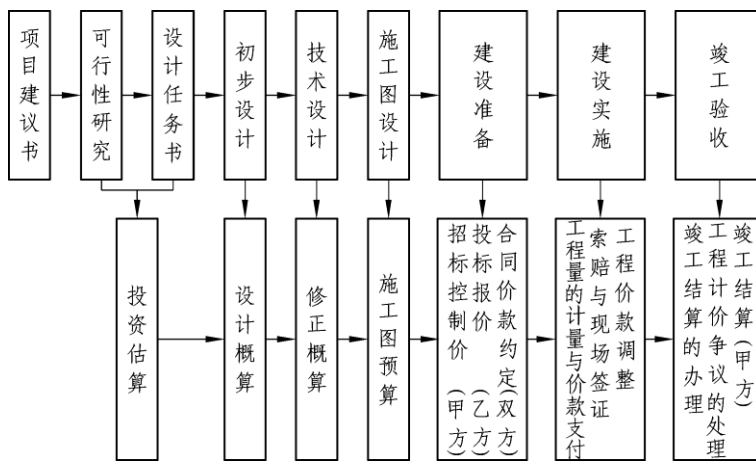 项目建议书
可行性研究
设计任务书
初步设计
技术设计
施工图设计
建设准备
建设实施
竣工验收
投资估算
设计概算
修正概算
施工图预算
招标控制价(甲方)
投标报价(乙方)
合同价款约定(双方)
工程量的计量与价款支付
索赔与现场签证
工程价款调整
竣工结算的办理
工程计价争议的处理
竣工结算(甲方)